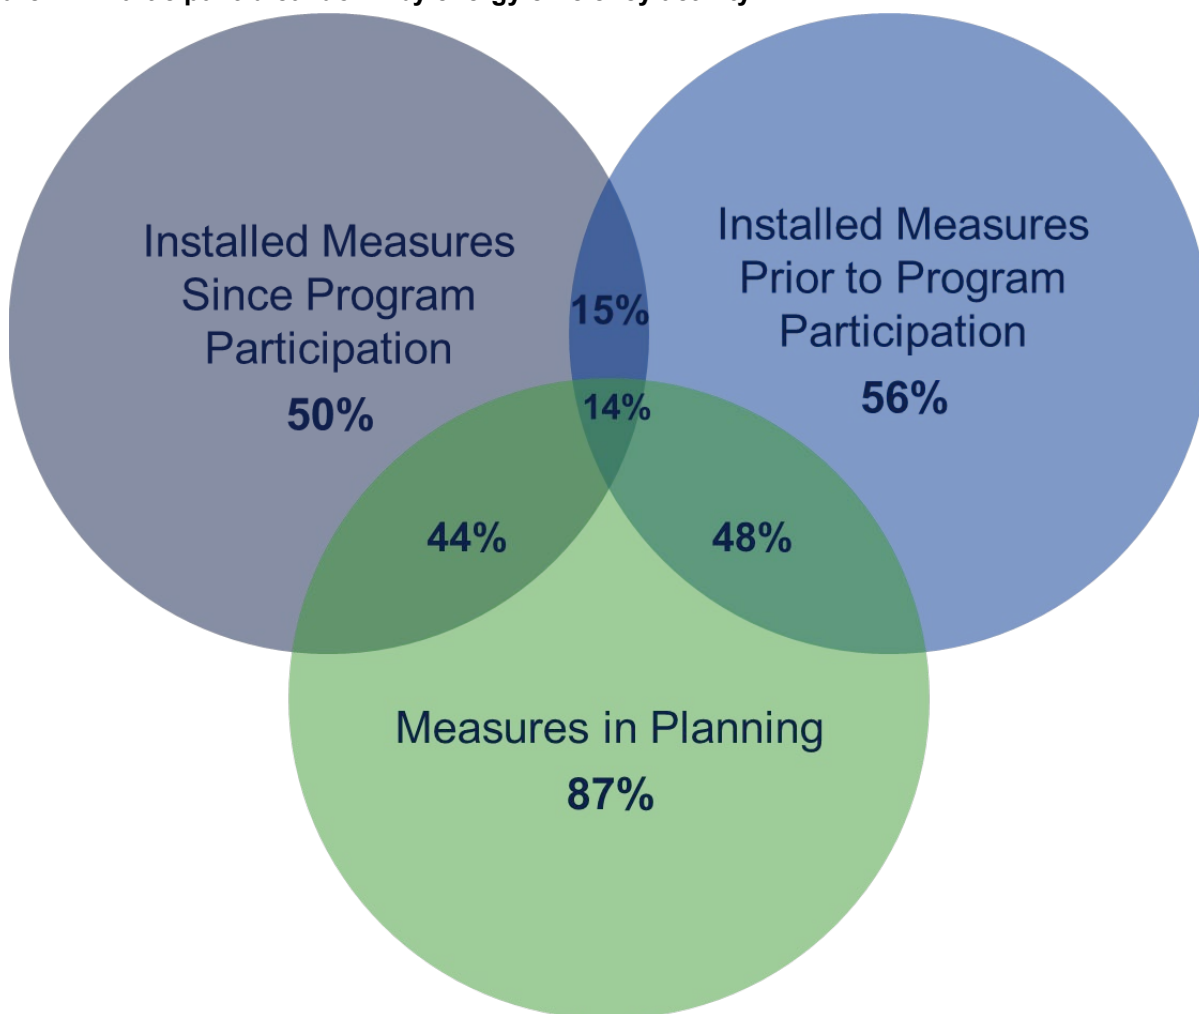 Installed Measures
Since Program
Participation
50%
Installed Measures
Prior to Program
Participation
56%
15%
14%
44%
48%
Measures in Planning
87%